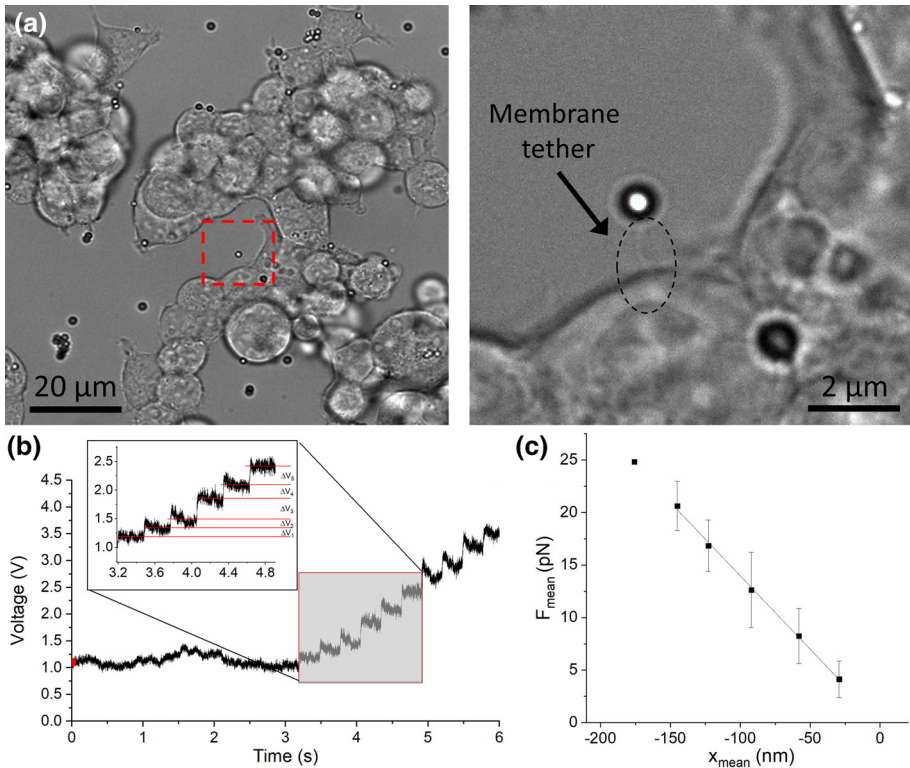 (a)
Membrane
tether
20 µm
2 µm
(b)
4.5
4.0
3.5
3.0
2.5
2.0
1.5
1.0
0.5
0.0
Voltage (V)
0 1 2 3 4 5 6
Time (s)
2.5
2.0
1.5
1.0
3.2 3.6 4.0 4.4 4.8
ΔV₅
ΔV₄
ΔV₃
ΔV₂
ΔV₁
(c)
25
20
15
10
5
0
Fmean (pN)
-200 -150 -100 -50 0
xmean (nm)